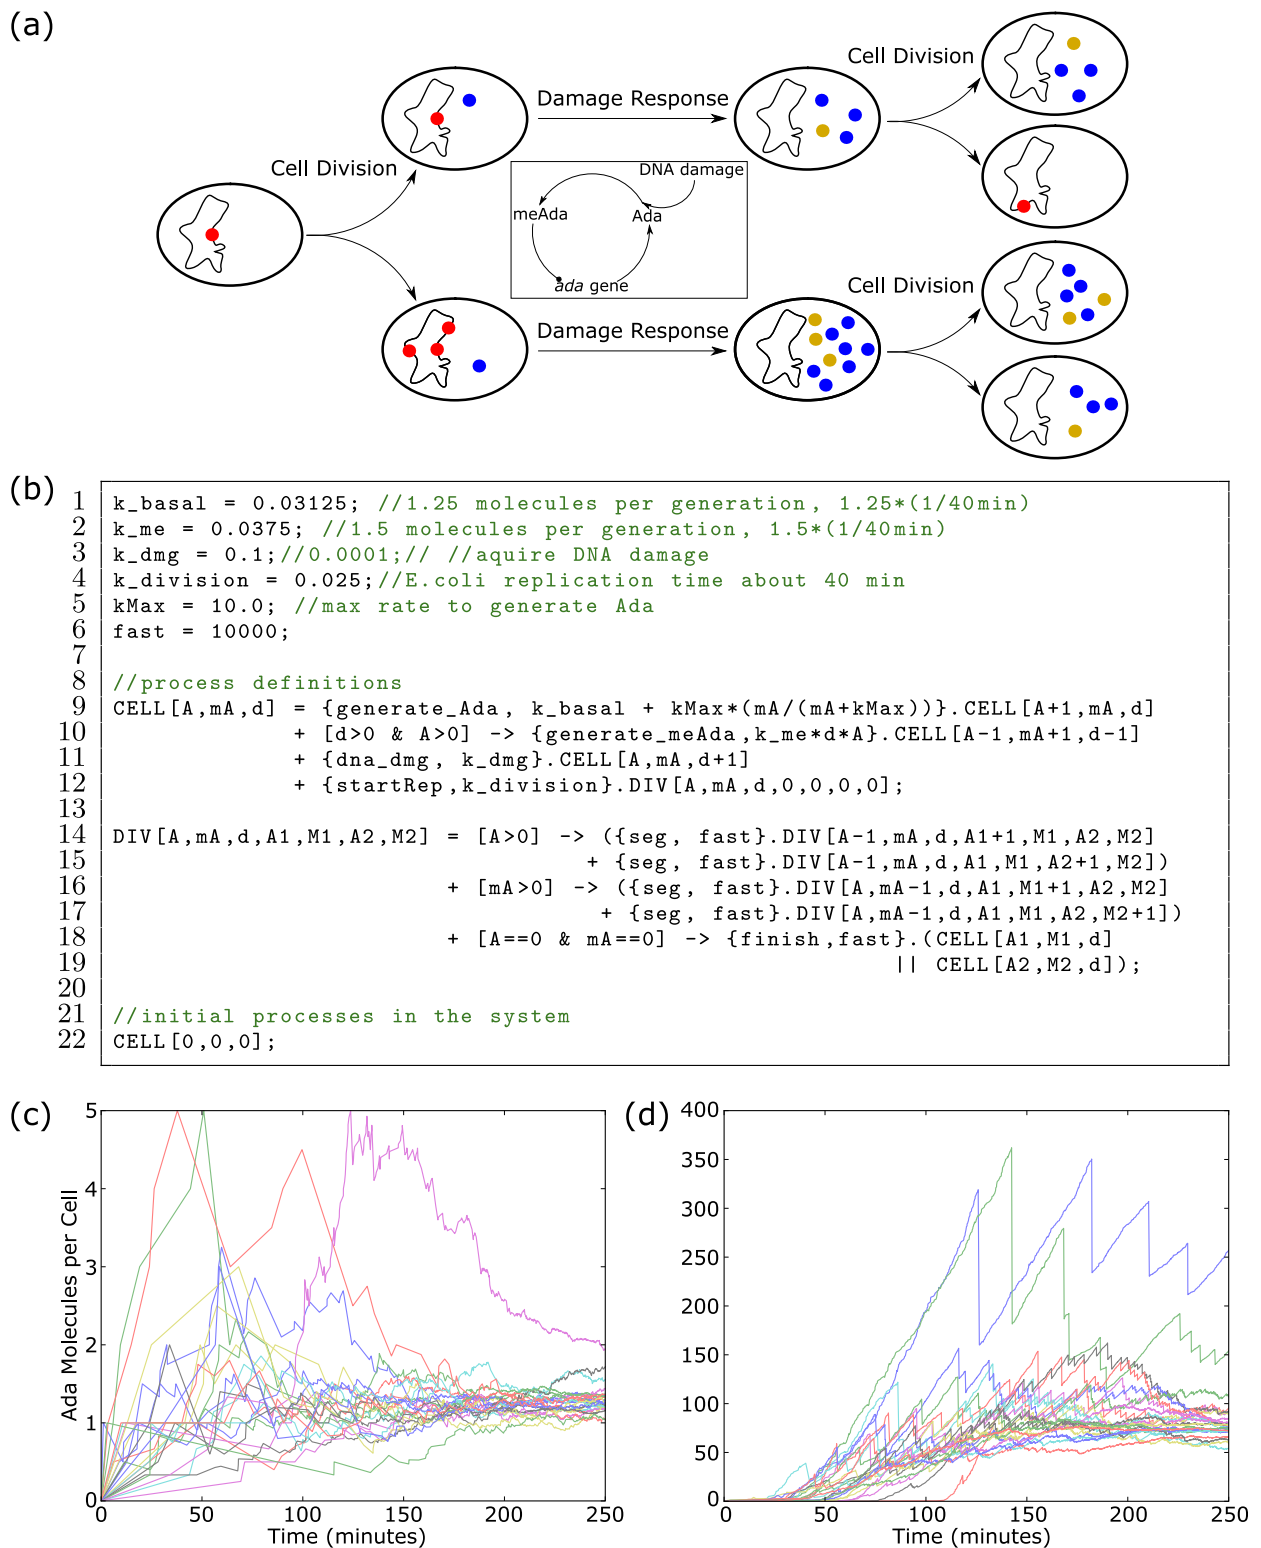 (a)
Cell Division
Damage Response
Cell Division
DNA damage
meAda
Ada
ada gene
Cell Division
Damage Response
(b)
1 k_basal = 0.03125; //1.25 molecules per generation, 1.25*(1/40min)
2 k_me = 0.0375; //1.5 molecules per generation, 1.5*(1/40min)
3 k_dmg = 0.1;//0.0001;// //aquire DNA damage
4 k_division = 0.025;//E.coli replication time about 40 min
5 kMax = 10.0; //max rate to generate Ada
6 fast = 10000;
7
8 //process definitions
9 CELL[A,mA,d] = {generate_Ada, k_basal + kMax*(mA/(mA+kMax))}.CELL[A+1,mA,d]
10 + [d>0 & A>0] -> {generate_meAda,k_me*d*A}.CELL[A-1,mA+1,d-1]
11 + {dna_dmg, k_dmg}.CELL[A,mA,d+1]
12 + {startRep,k_division}.DIV[A,mA,d,0,0,0,0];
13
14 DIV[A,mA,d,A1,M1,A2,M2] = [A>0] -> ({seg, fast}.DIV[A-1,mA,d,A1+1,M1,A2,M2]
15 + {seg, fast}.DIV[A-1,mA,d,A1,M1,A2+1,M2])
16 + [mA>0] -> ({seg, fast}.DIV[A,mA-1,d,A1,M1+1,A2,M2]
17 + {seg, fast}.DIV[A,mA-1,d,A1,M1,A2,M2+1])
18 + [A==0 & mA==0] -> {finish,fast}.(CELL[A1,M1,d]
19 || CELL[A2,M2,d]);
20
21 //initial processes in the system
22 CELL[0,0,0];
(c)
5
4
3
2
1
0
Ada Molecules per Cell
0 50 100 150 200 250
Time (minutes)
(d)
400
350
300
250
200
150
100
50
0
0 50 100 150 200 250
Time (minutes)